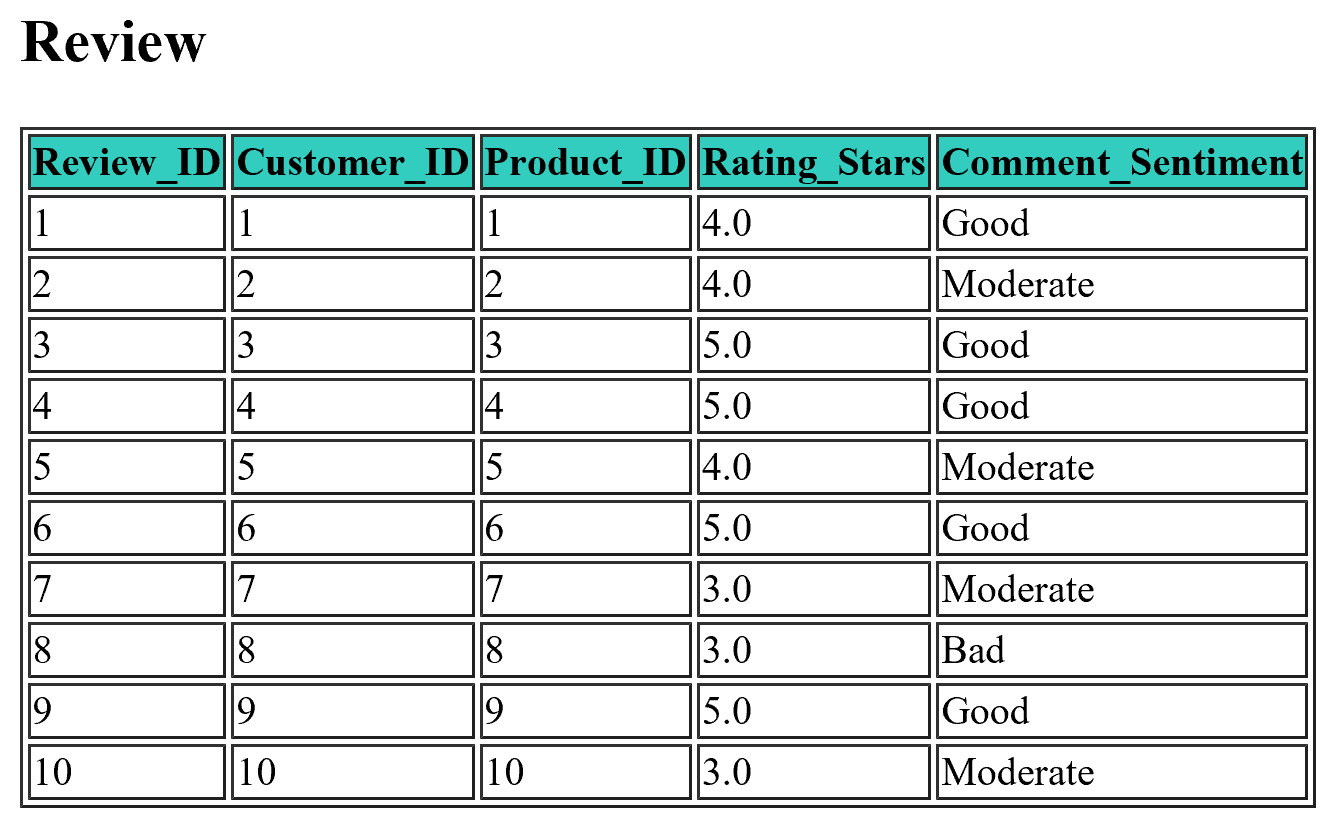 Review
Review_ID Customer_ID Product_ID Rating_Stars Comment_Sentiment
1 1 1 4.0 Good
2 2 2 4.0 Moderate
3 3 3 5.0 Good
4 4 4 5.0 Good
5 5 5 4.0 Moderate
6 6 6 5.0 Good
7 7 7 3.0 Moderate
8 8 8 3.0 Bad
9 9 9 5.0 Good
10 10 10 3.0 Moderate